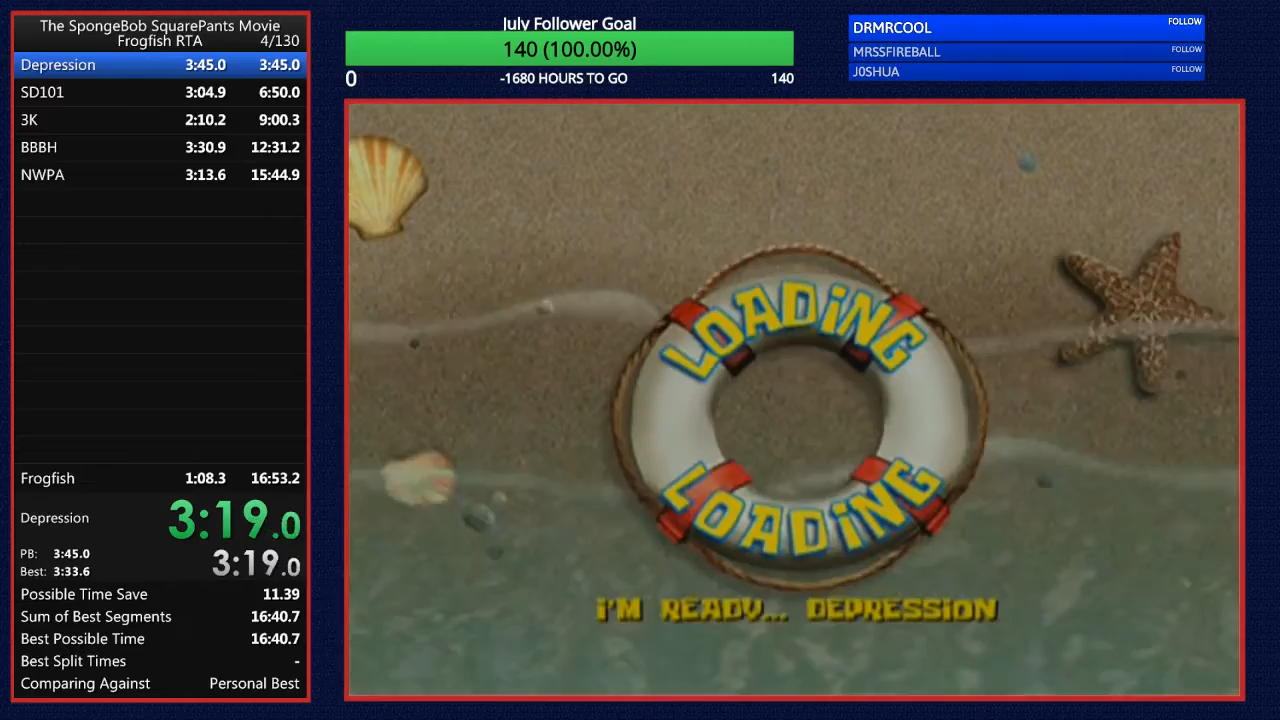 The SpongeBob SquarePants Movie
Frogfish RTA 4/130
Depression 3:45.0 3:45.0
SD101 3:04.9 6:50.0
3K 2:10.2 9:00.3
BBBH 3:30.9 12:31.2
NWPA 3:13.6 15:44.9
Frogfish 1:08.3 16:53.2
Depression 3:19.0
PB: 3:45.0
Best: 3:33.6
3:19.0
Possible Time Save 11.39
Sum of Best Segments 16:40.7
Best Possible Time 16:40.7
Best Split Times -
Comparing Against Personal Best
July Follower Goal
140 (100.00%)
0 -1680 HOURS TO GO 140
DRMRCOOL FOLLOW
MRSSFIREBALL FOLLOW
J0SHUA FOLLOW
LOADiNG
LOADiNG
i'M READY... DEPRESSION